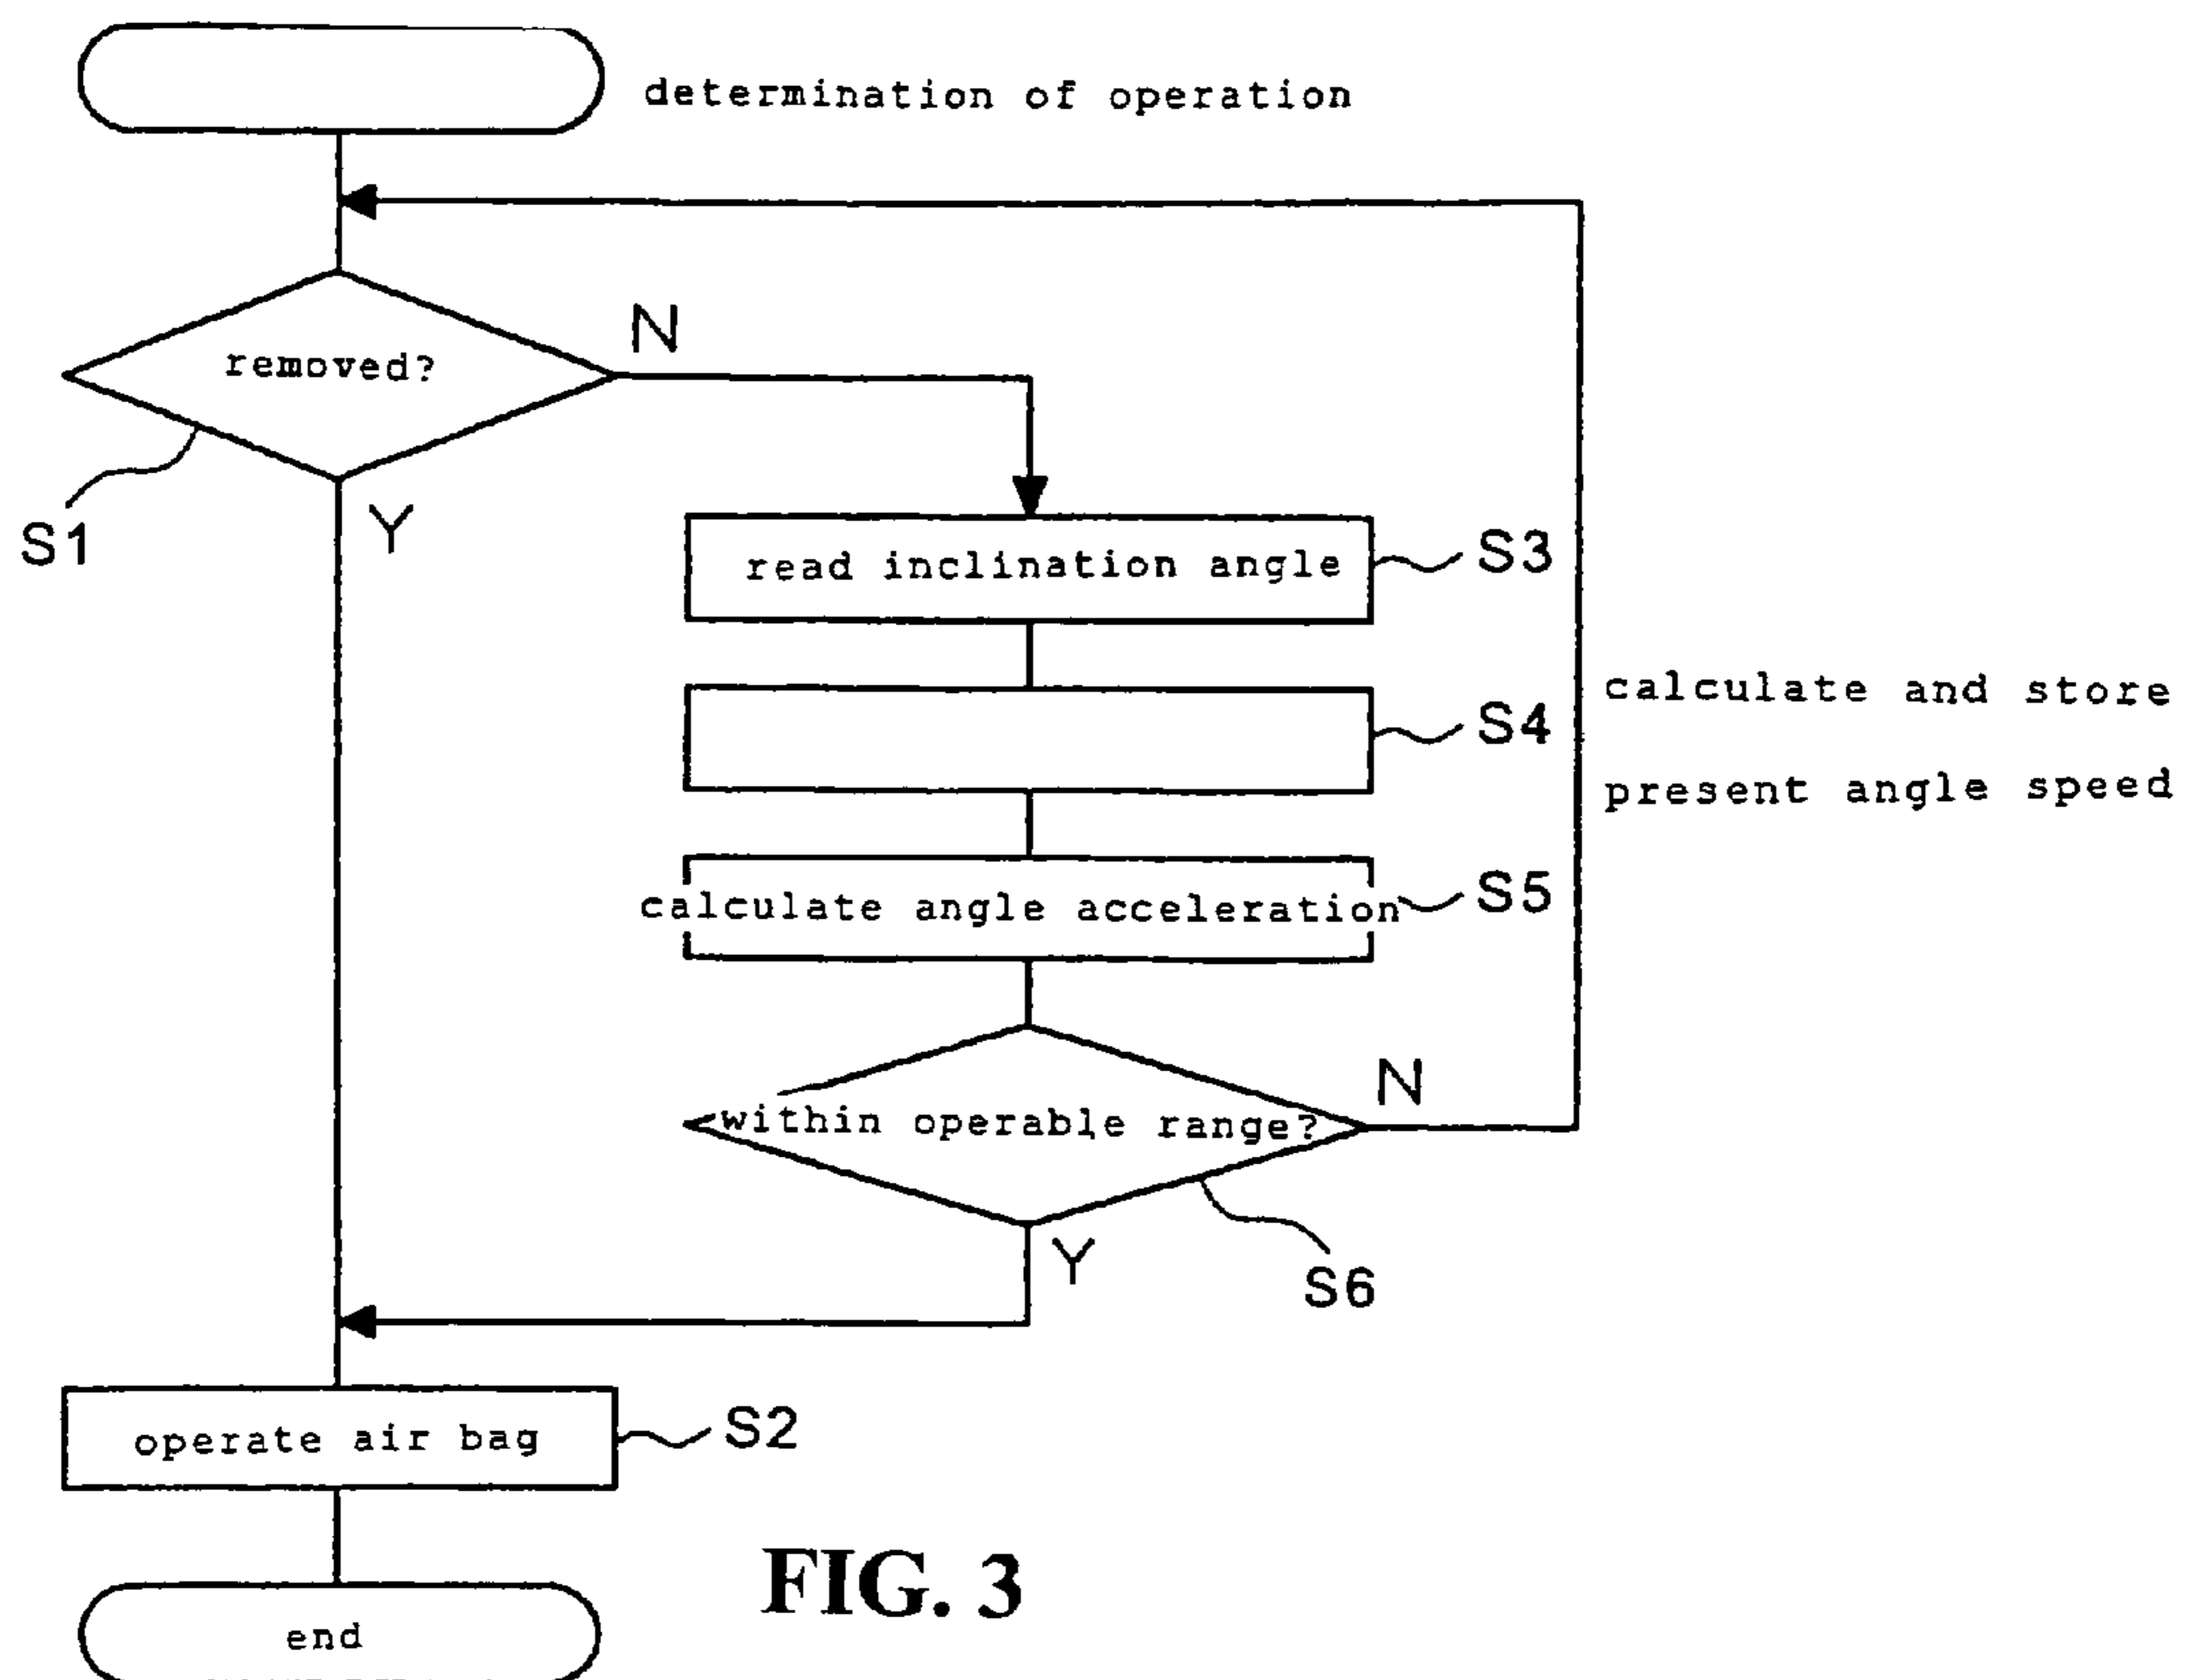 determination of operation
removed?
N
S1
Y
read inclination angle
S3
S4
calculate and store
present angle speed
calculate angle acceleration
S5
within operable range?
N
Y
S6
operate air bag
S2
end
FIG. 3